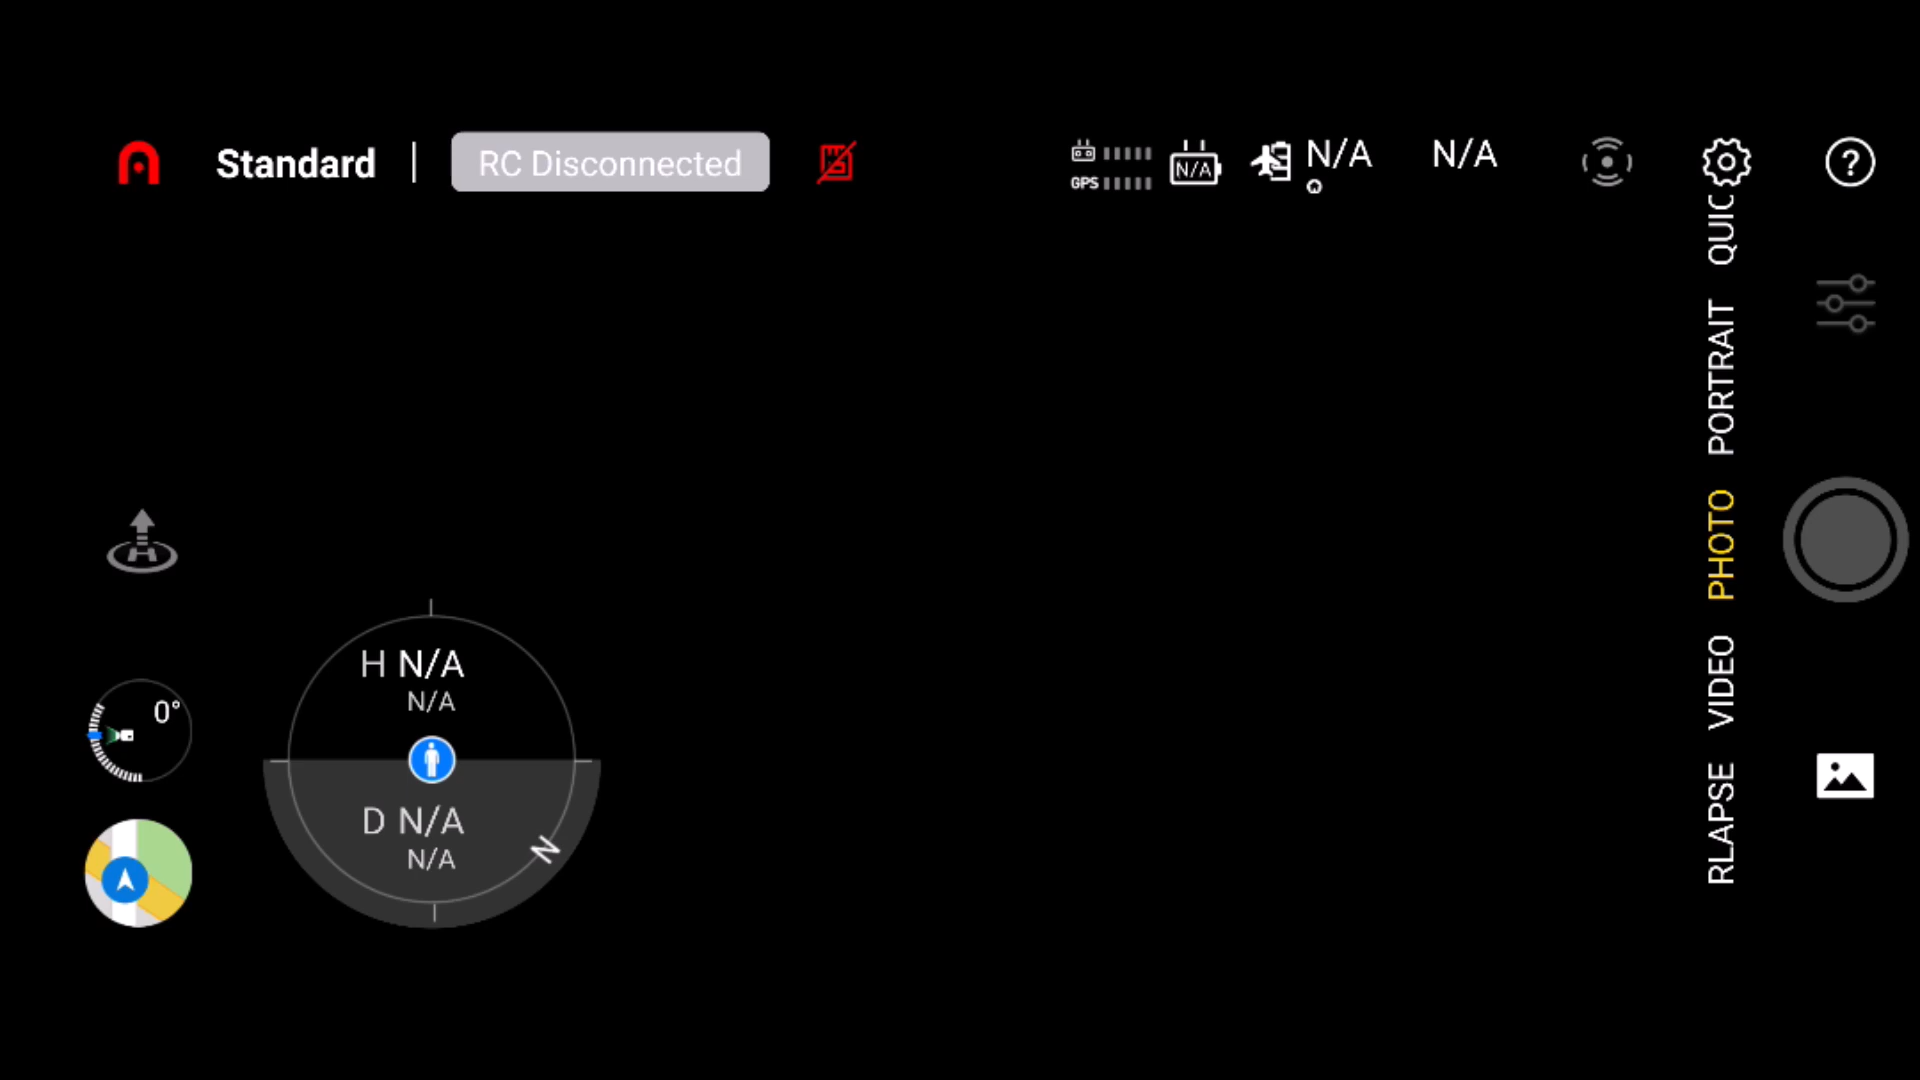 Standard
RC Disconnected
GPS
N/A
N/A
N/A
?
QUIC
PORTRAIT
PHOTO
VIDEO
RLAPSE
H
H N/A
N/A
0°
D N/A
N/A
N